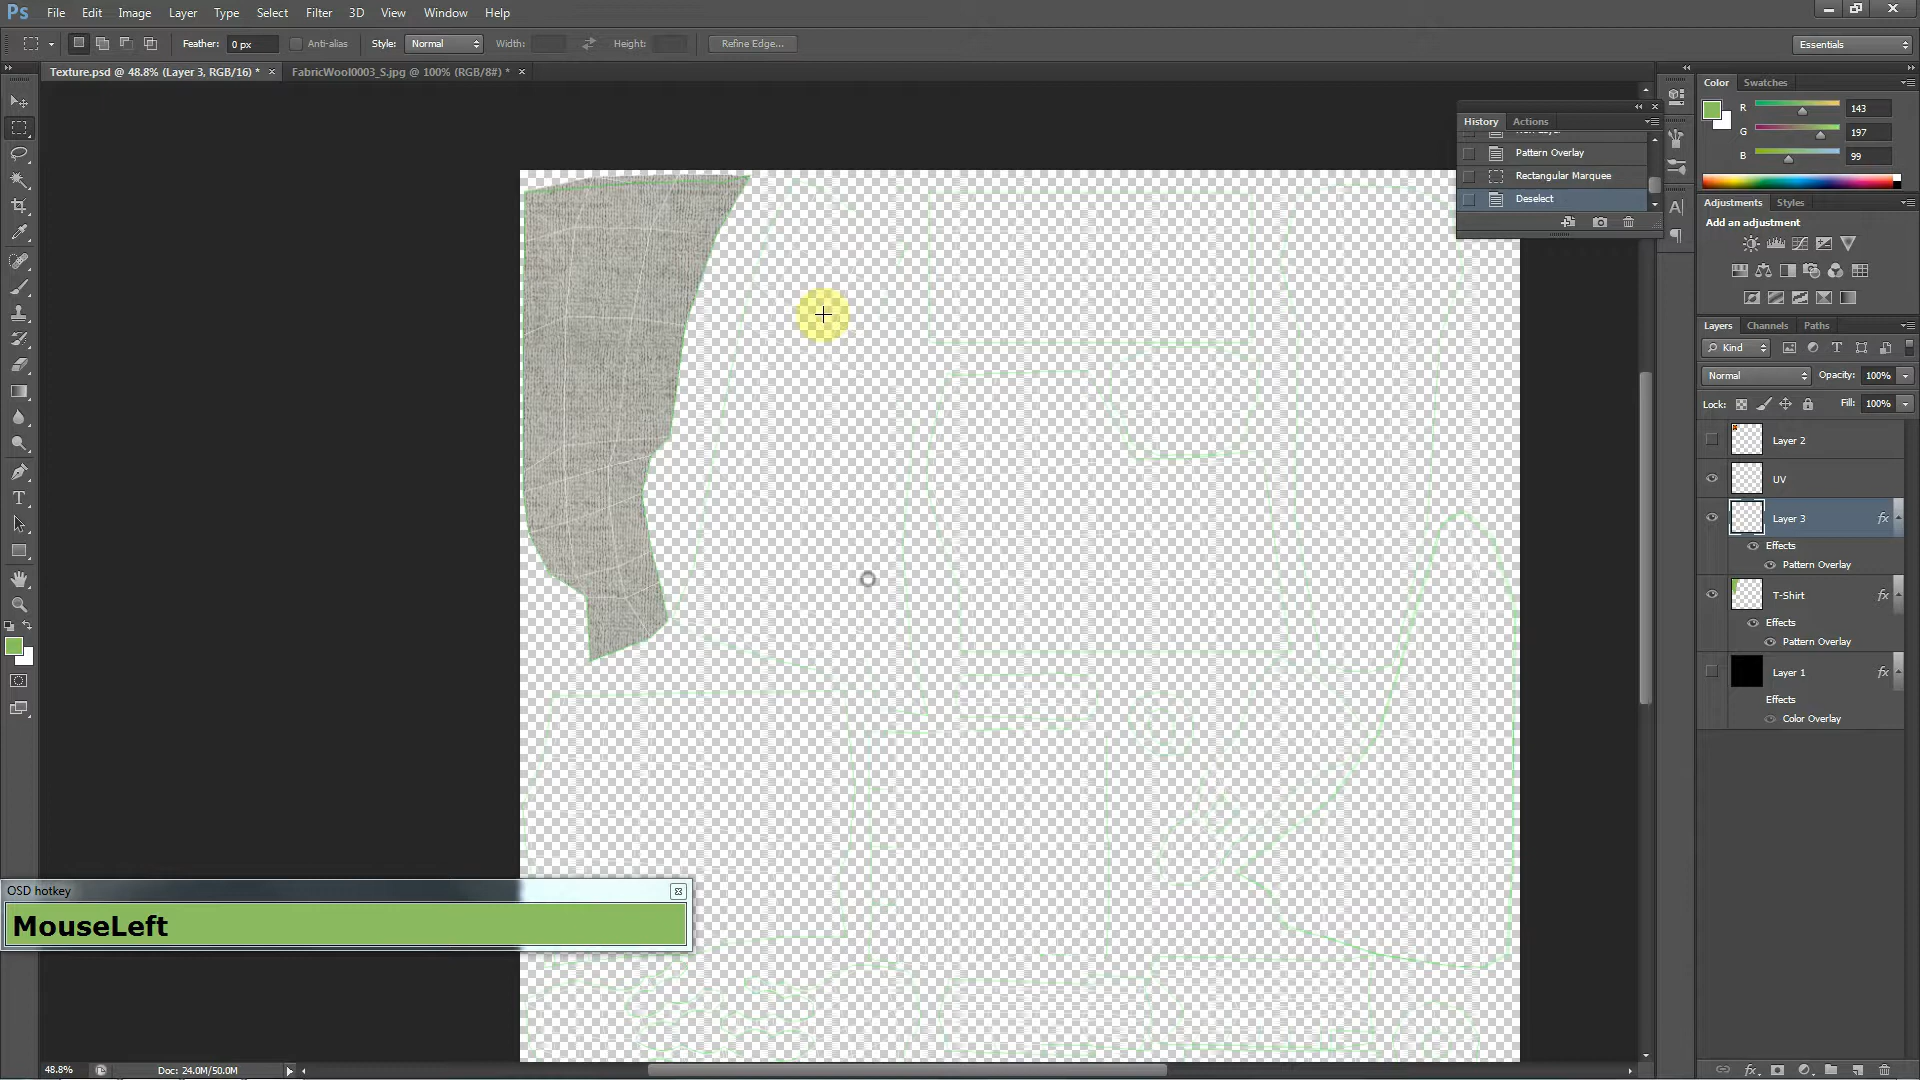 Ps File Edit Image Layer Type Select Filter 3D View Window Help
Feather: 0 px Anti-alias Style: Normal Width: Height: Refine Edge... Essentials
Texture.psd @ 48.8% (Layer 3, RGB/16) * × FabricWool0003_S.jpg @ 100% (RGB/8#) * ×
Color Swatches
R 143
G 197
B 99
History Actions
Pattern Overlay
Rectangular Marquee
Deselect
Adjustments Styles
Add an adjustment
Layers Channels Paths
Kind
Normal Opacity: 100%
Lock: Fill: 100%
Layer 2
UV
Layer 3 fx
Effects
Pattern Overlay
T-Shirt fx
Effects
Pattern Overlay
Layer 1 fx
Effects
Color Overlay
OSD hotkey
MouseLeft
48.8% Doc: 24.0M/50.0M